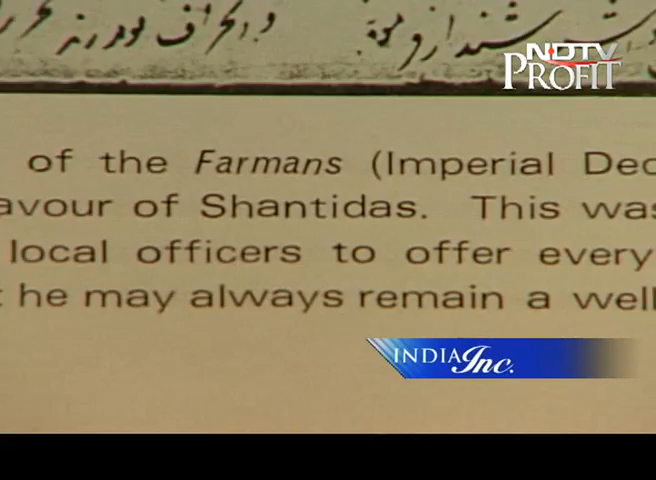 NDTV
PROFIT
of the Farmans (Imperial Dec
avour of Shantidas. This was
local officers to offer every
t he may always remain a well
INDIA Inc.